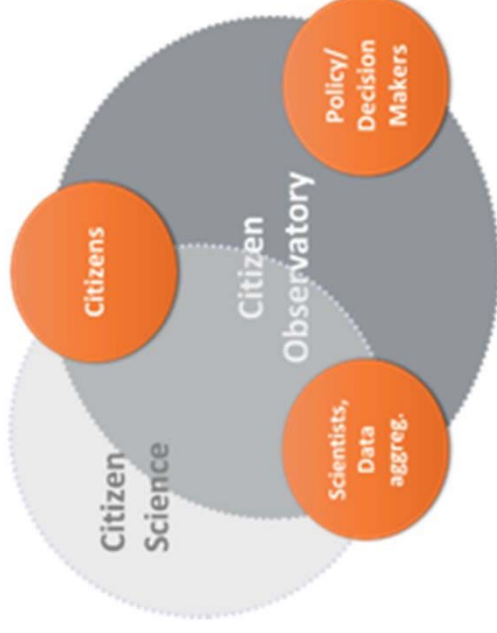 Citizen
Science
Citizens
Citizen
Observatory
Scientists,
Data
aggreg.
Policy/
Decision
Makers